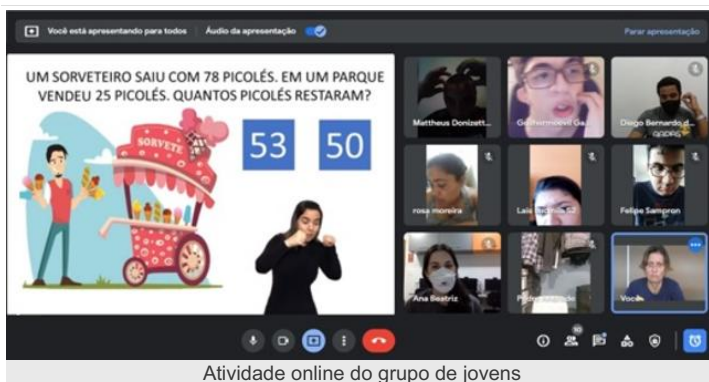 Você está apresentando para todos
Áudio da apresentação
Parar apresentação
UM SORVETEIRO SAIU COM 78 PICOLÉS. EM UM PARQUE
VENDEU 25 PICOLÉS. QUANTOS PICOLÉS RESTARAM?
SORVETE
53 50
Mattheus Donizett...
Diego Bernardo d...
rosa moreira
Felipe Sampron
Ana Beatriz
Você
10
Atividade online do grupo de jovens